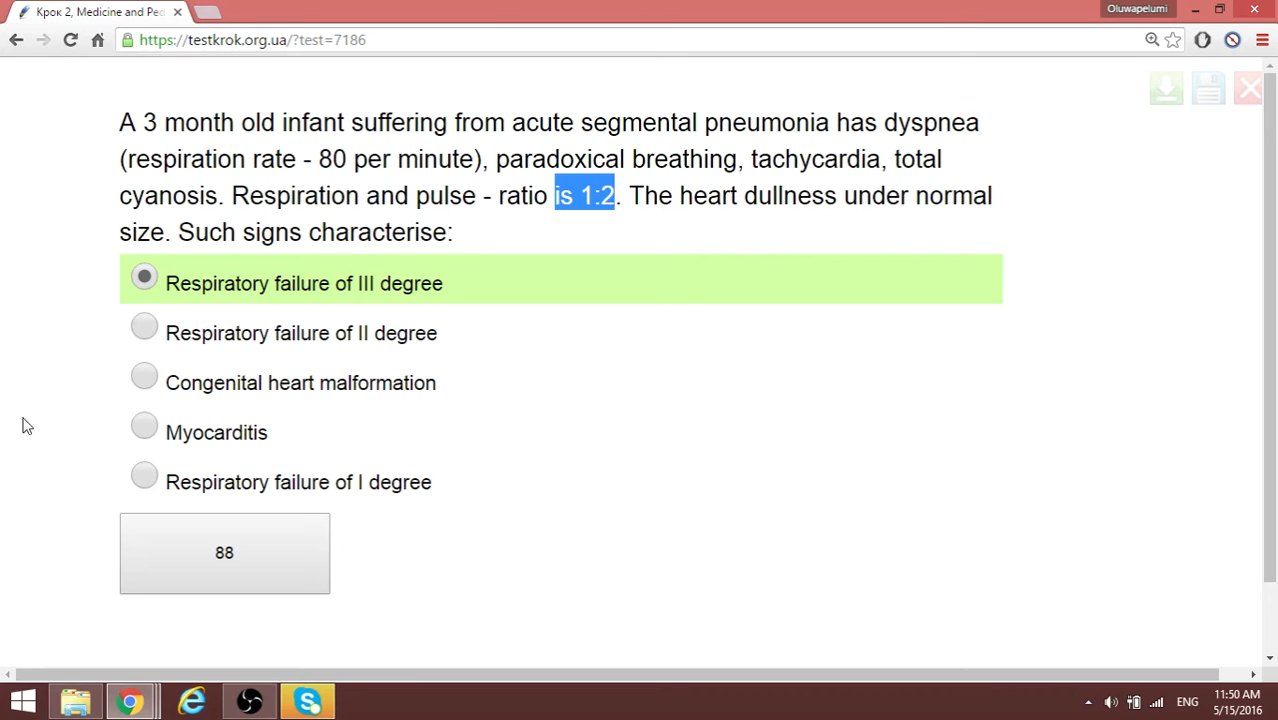 Крок 2, Medicine and Ped
Oluwapelumi
https://testkrok.org.ua/?test=7186
A 3 month old infant suffering from acute segmental pneumonia has dyspnea
(respiration rate - 80 per minute), paradoxical breathing, tachycardia, total
cyanosis. Respiration and pulse - ratio is 1:2. The heart dullness under normal
size. Such signs characterise:
Respiratory failure of III degree
Respiratory failure of II degree
Congenital heart malformation
Myocarditis
Respiratory failure of I degree
88
ENG
11:50 AM
5/15/2016